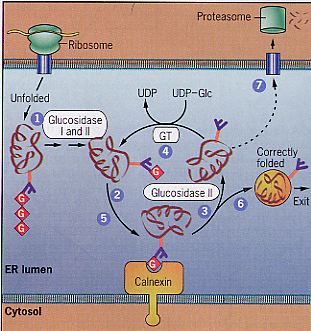 Proteasome
Ribosome
7
Unfolded
UDP
UDP-Glc
1
Glucosidase
I and II
GT
4
Correctly
folded
G
2
Glucosidase II
G
G
G
5
3
6
Exit
G
ER lumen
Calnexin
Cytosol